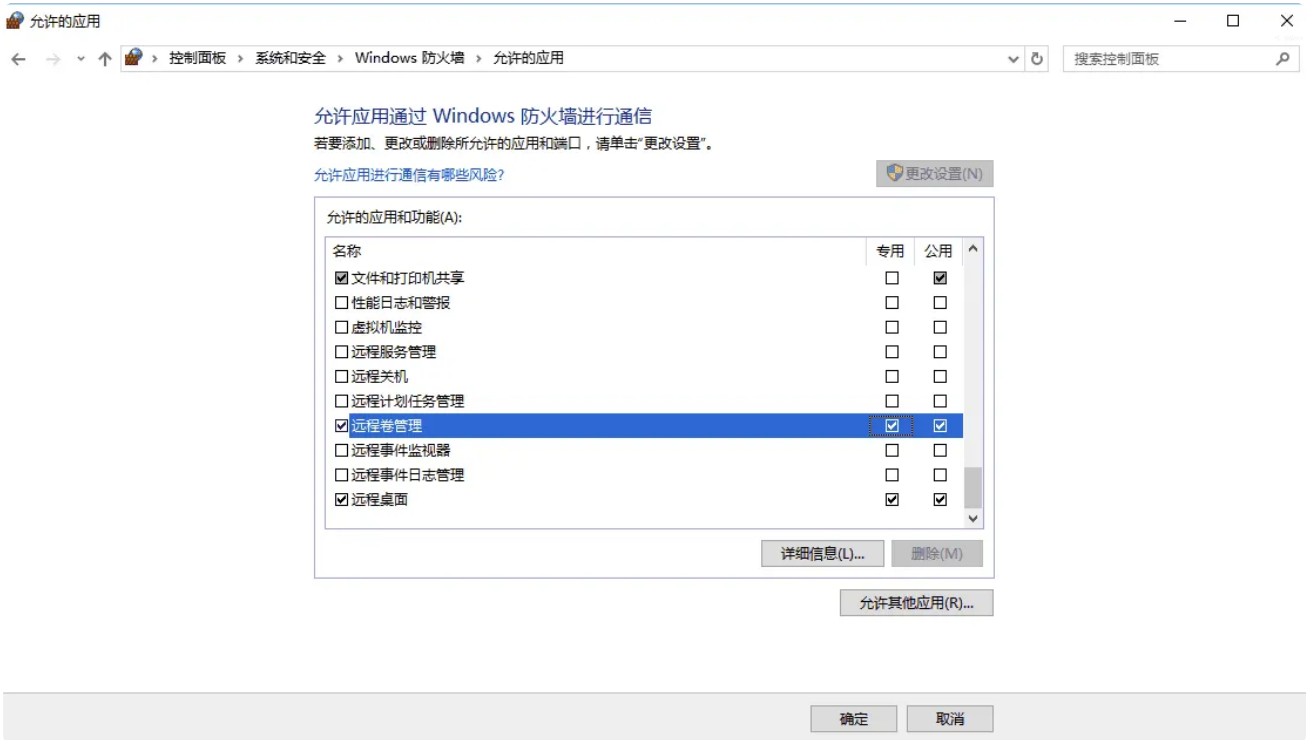 允许的应用
控制面板 › 系统和安全 › Windows 防火墙 › 允许的应用
搜索控制面板
允许应用通过 Windows 防火墙进行通信
若要添加、更改或删除所允许的应用和端口，请单击"更改设置"。
允许应用进行通信有哪些风险?
更改设置(N)
允许的应用和功能(A):
名称 专用 公用
文件和打印机共享
性能日志和警报
虚拟机监控
远程服务管理
远程关机
远程计划任务管理
远程卷管理
远程事件监视器
远程事件日志管理
远程桌面
详细信息(L)... 删除(M)
允许其他应用(R)...
确定 取消